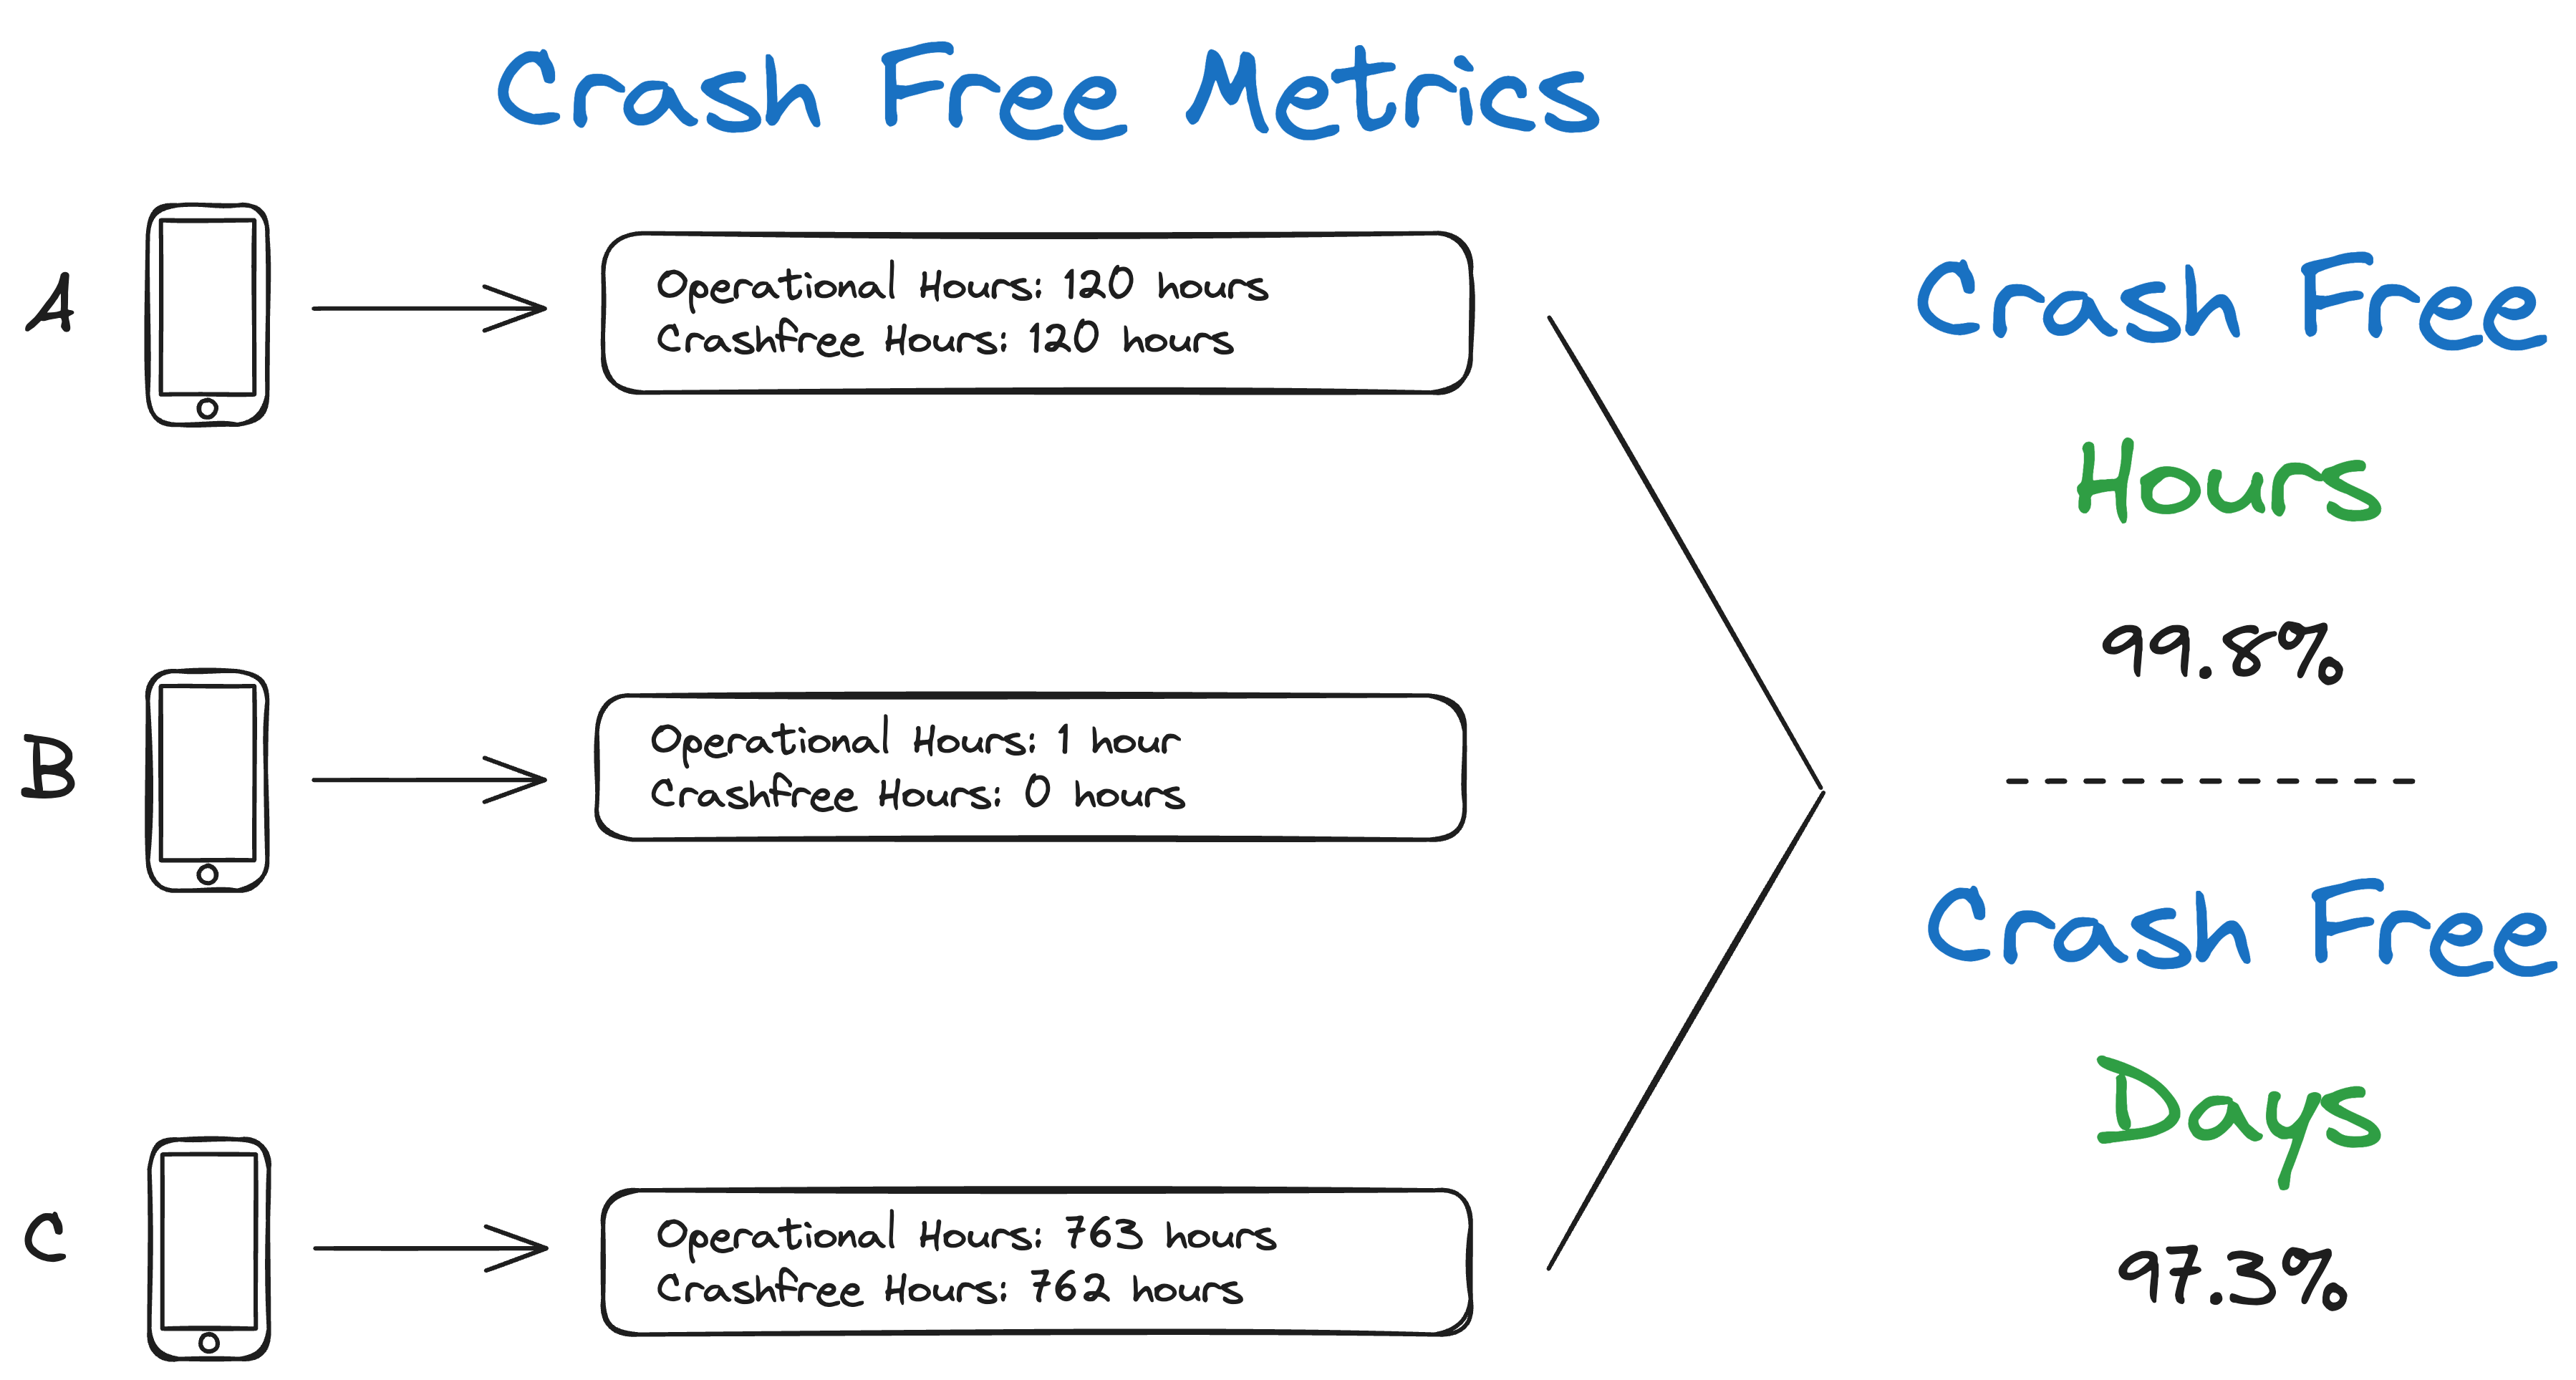 Crash Free Metrics
A
Operational Hours: 120 hours
Crashfree Hours: 120 hours
B
Operational Hours: 1 hour
Crashfree Hours: 0 hours
C
Operational Hours: 763 hours
Crashfree Hours: 762 hours
Crash Free
Hours
99.8%
Crash Free
Days
97.3%